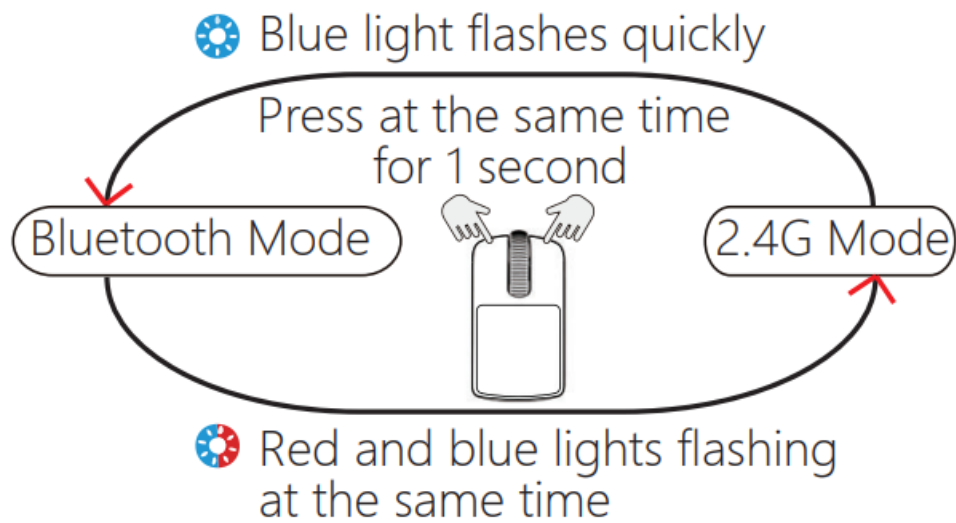 Blue light flashes quickly
Press at the same time
for 1 second
Bluetooth Mode
2.4G Mode
Red and blue lights flashing
at the same time